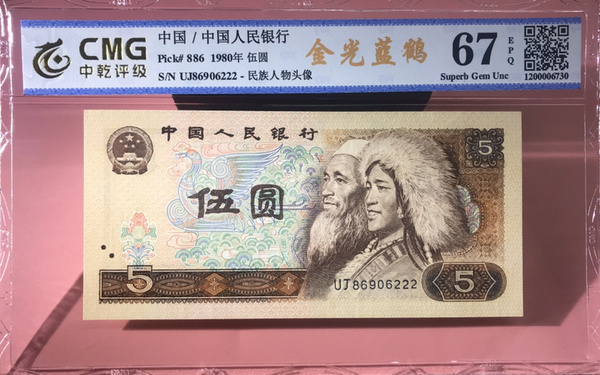 CMG
中乾评级
中国 / 中国人民银行
Pick# 886 1980年 伍圆
S/N UJ86906222 - 民族人物头像
金光蓝鹤
67
EPQ
Superb Gem Unc
1200006730
中国人民银行
5
伍圆
5
UJ86906222
5